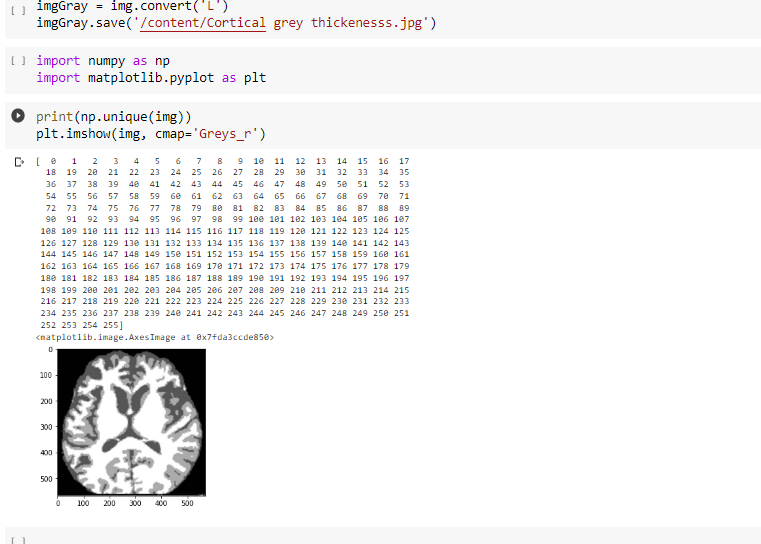 imgGray = img.convert('L')
[ ] imgGray.save('/content/Cortical grey thickenesss.jpg')
[ ] import numpy as np
import matplotlib.pyplot as plt
print(np.unique(img))
plt.imshow(img, cmap='Greys_r')
[ 0 1 2 3 4 5 6 7 8 9 10 11 12 13 14 15 16 17
18 19 20 21 22 23 24 25 26 27 28 29 30 31 32 33 34 35
36 37 38 39 40 41 42 43 44 45 46 47 48 49 50 51 52 53
54 55 56 57 58 59 60 61 62 63 64 65 66 67 68 69 70 71
72 73 74 75 76 77 78 79 80 81 82 83 84 85 86 87 88 89
90 91 92 93 94 95 96 97 98 99 100 101 102 103 104 105 106 107
108 109 110 111 112 113 114 115 116 117 118 119 120 121 122 123 124 125
126 127 128 129 130 131 132 133 134 135 136 137 138 139 140 141 142 143
144 145 146 147 148 149 150 151 152 153 154 155 156 157 158 159 160 161
162 163 164 165 166 167 168 169 170 171 172 173 174 175 176 177 178 179
180 181 182 183 184 185 186 187 188 189 190 191 192 193 194 195 196 197
198 199 200 201 202 203 204 205 206 207 208 209 210 211 212 213 214 215
216 217 218 219 220 221 222 223 224 225 226 227 228 229 230 231 232 233
234 235 236 237 238 239 240 241 242 243 244 245 246 247 248 249 250 251
252 253 254 255]
<matplotlib.image.AxesImage at 0x7fda3ccde850>
0
100
200
300
400
500
0 100 200 300 400 500
[ ]